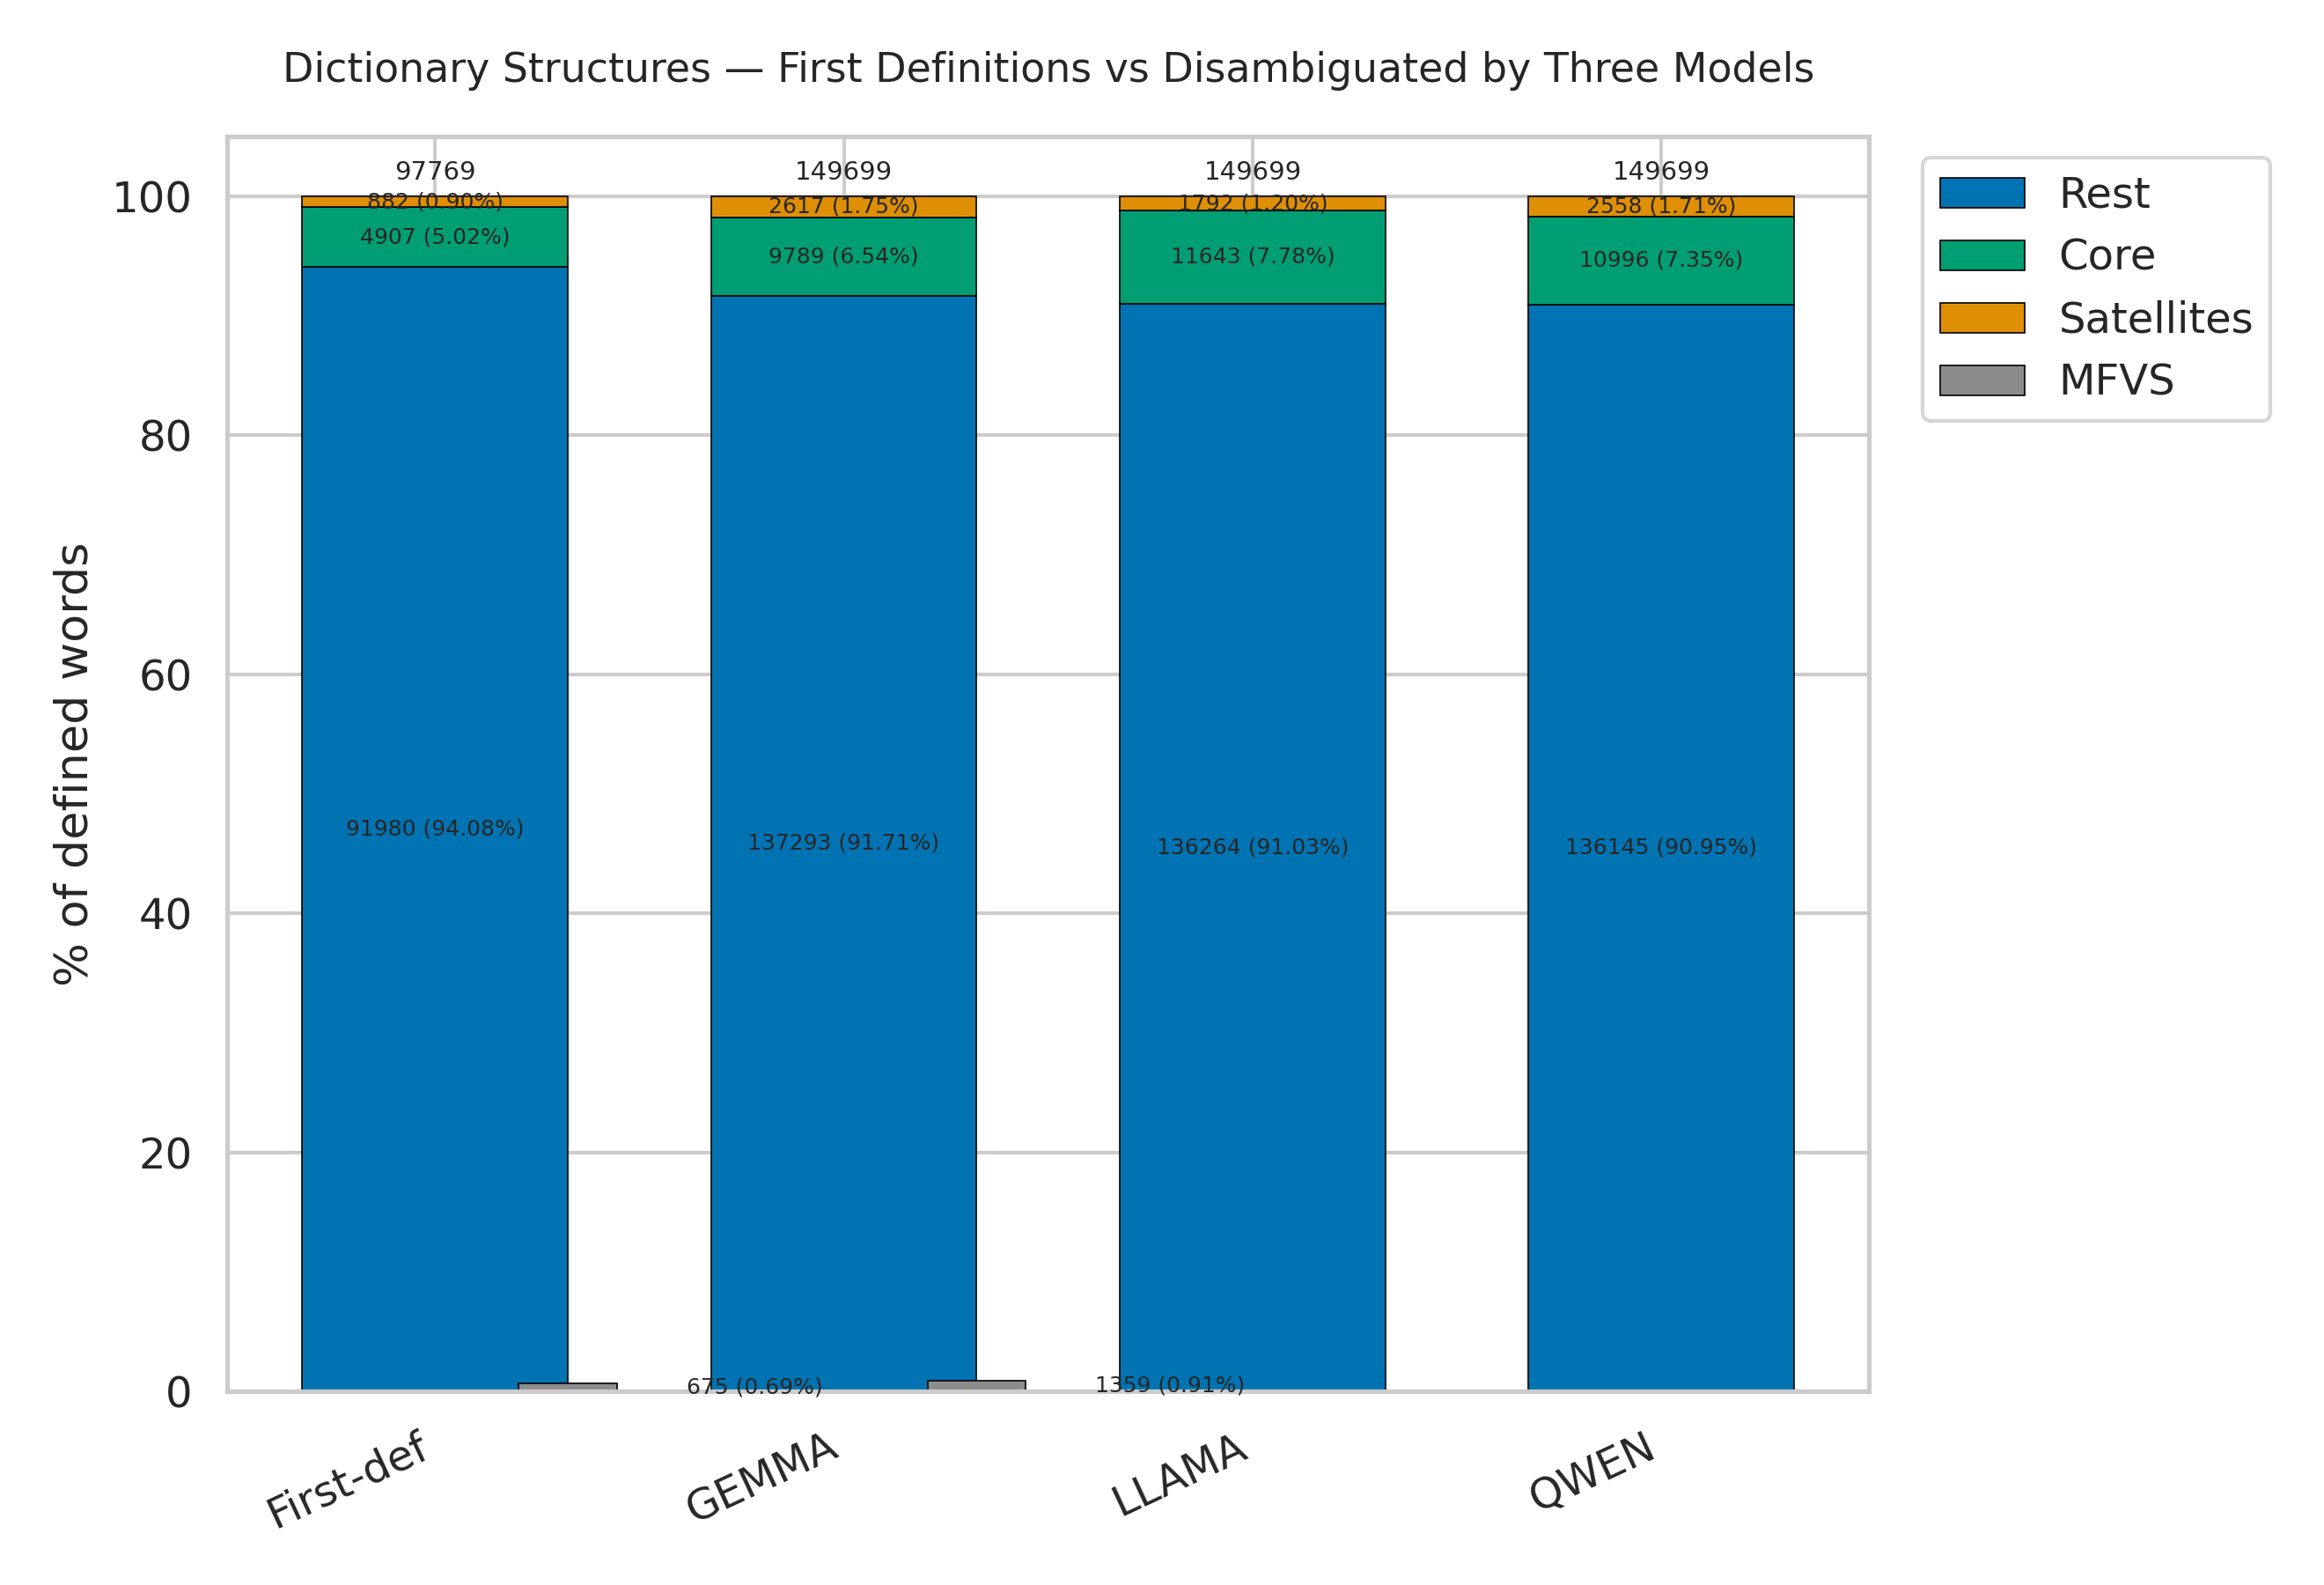 Dictionary Structures — First Definitions vs Disambiguated by Three Models
% of defined words
100
80
60
40
20
0
97769
882 (0.90%)
4907 (5.02%)
91980 (94.08%)
675 (0.69%)
149699
2617 (1.75%)
9789 (6.54%)
137293 (91.71%)
1359 (0.91%)
149699
1792 (1.20%)
11643 (7.78%)
136264 (91.03%)
149699
2558 (1.71%)
10996 (7.35%)
136145 (90.95%)
First-def
GEMMA
LLAMA
QWEN
Rest
Core
Satellites
MFVS